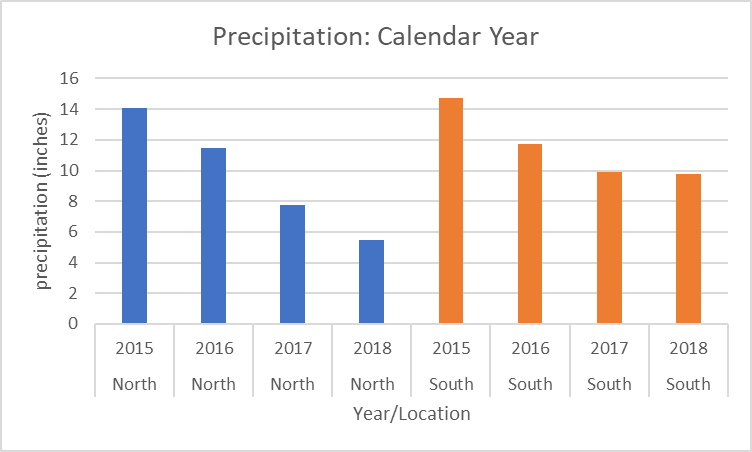 Precipitation: Calendar Year
precipitation (inches)
16
14
12
10
8
6
4
2
0
2015 2016 2017 2018 2015 2016 2017 2018
North North North North South South South South
Year/Location